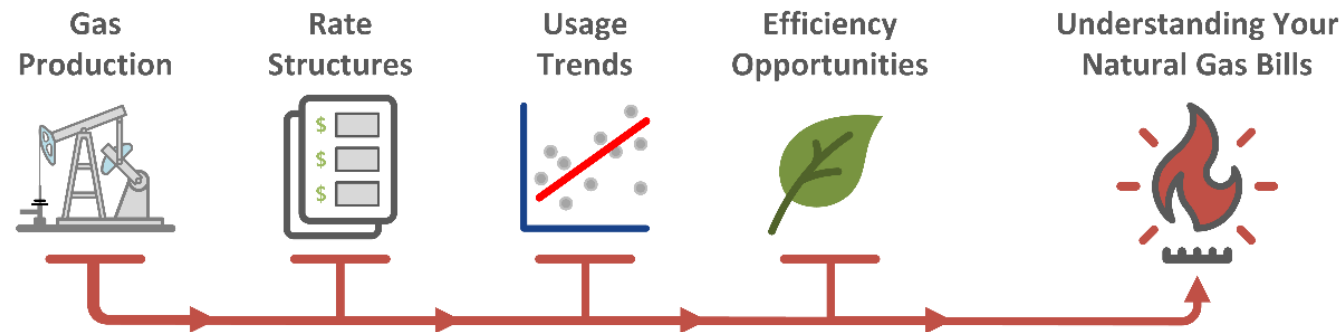 Gas
Production
Rate
Structures
Usage
Trends
Efficiency
Opportunities
Understanding Your
Natural Gas Bills
$
$
$